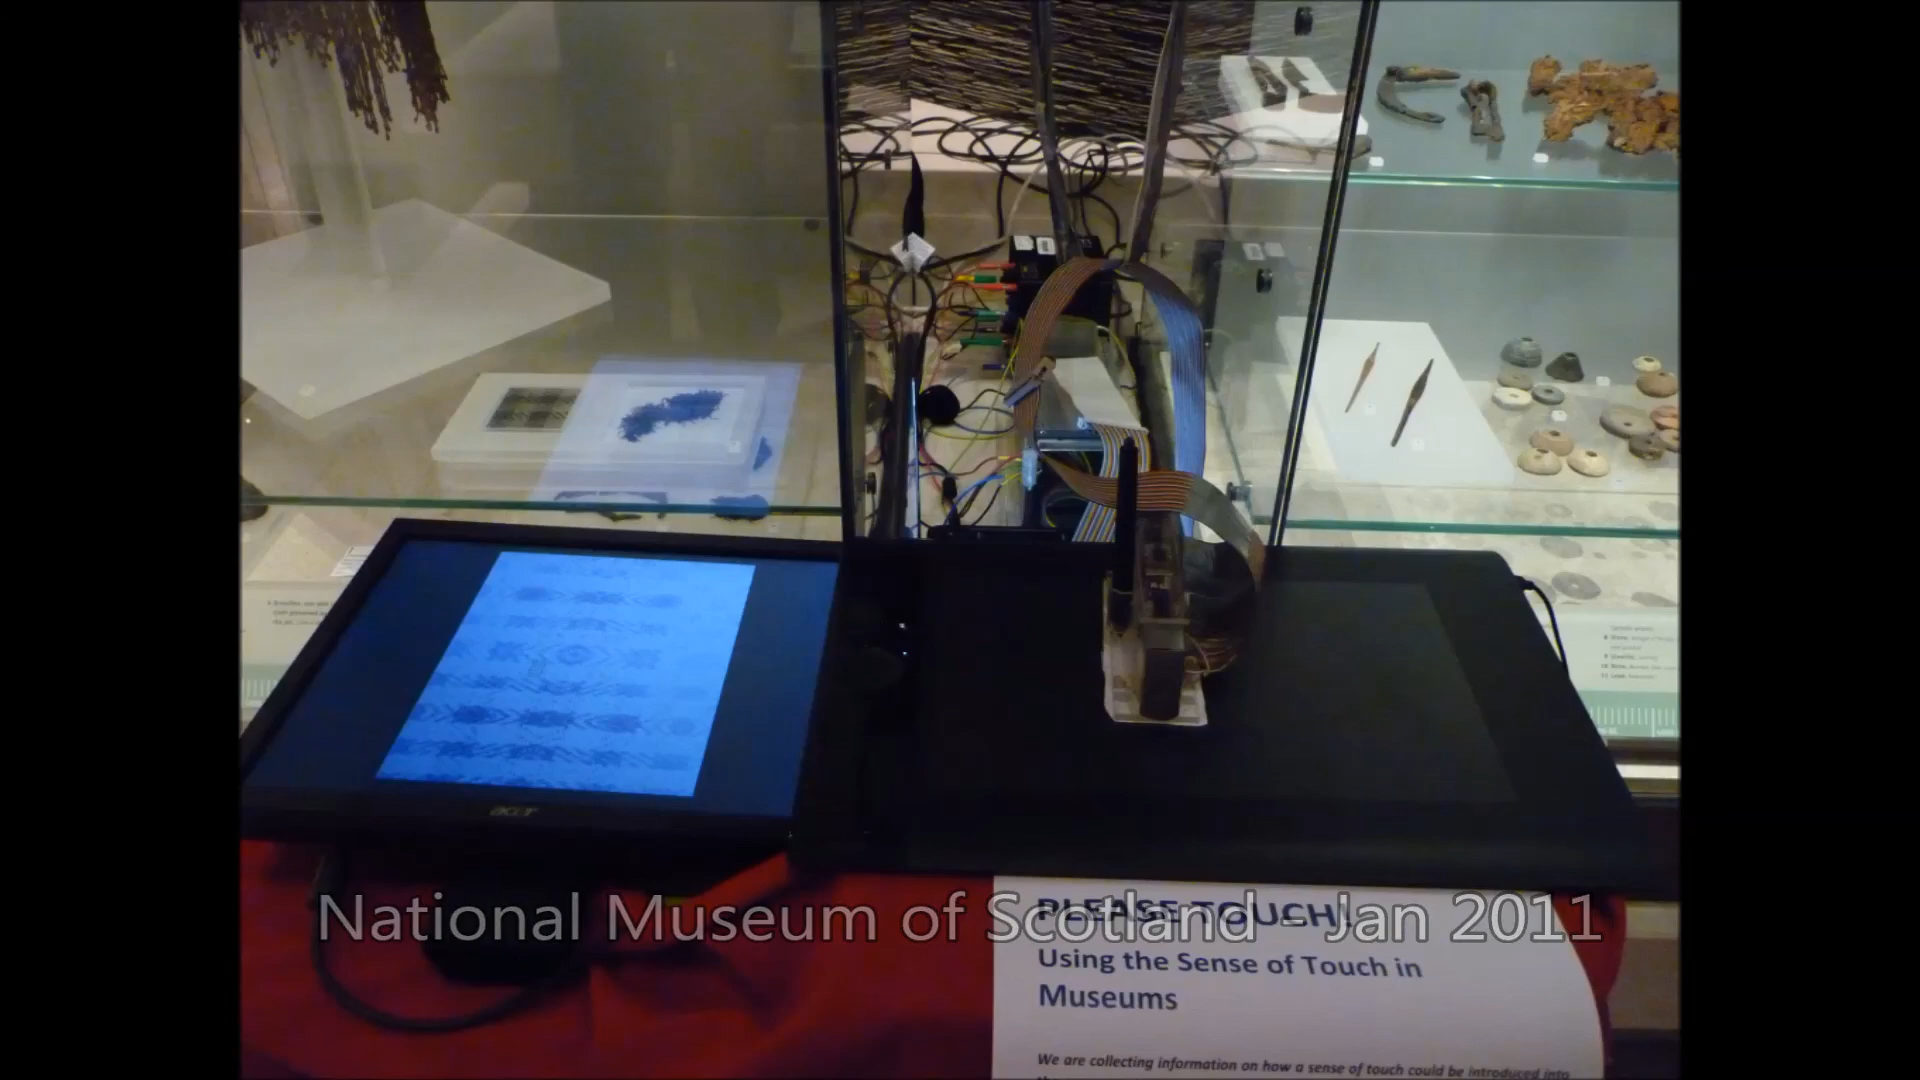 acer
National Museum of Scotland - Jan 2011
PLEASE TOUCH!
Using the Sense of Touch in
Museums
We are collecting information on how a sense of touch could be introduced into